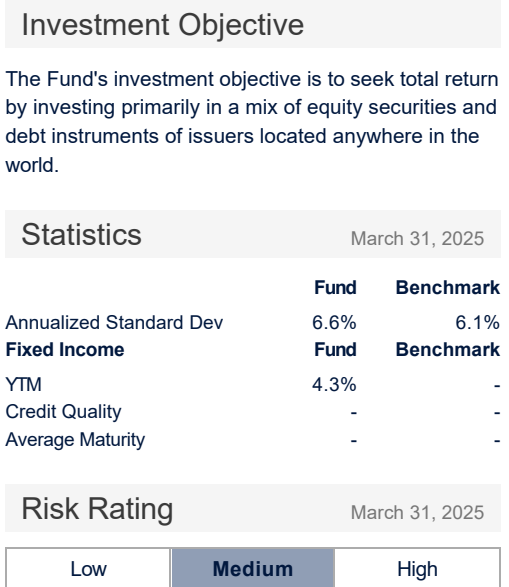 Investment Objective
The Fund's investment objective is to seek total return
by investing primarily in a mix of equity securities and
debt instruments of issuers located anywhere in the
world.
Statistics March 31, 2025
Fund Benchmark
Annualized Standard Dev 6.6% 6.1%
Fixed Income Fund Benchmark
YTM 4.3% -
Credit Quality - -
Average Maturity - -
Risk Rating March 31, 2025
Low Medium High